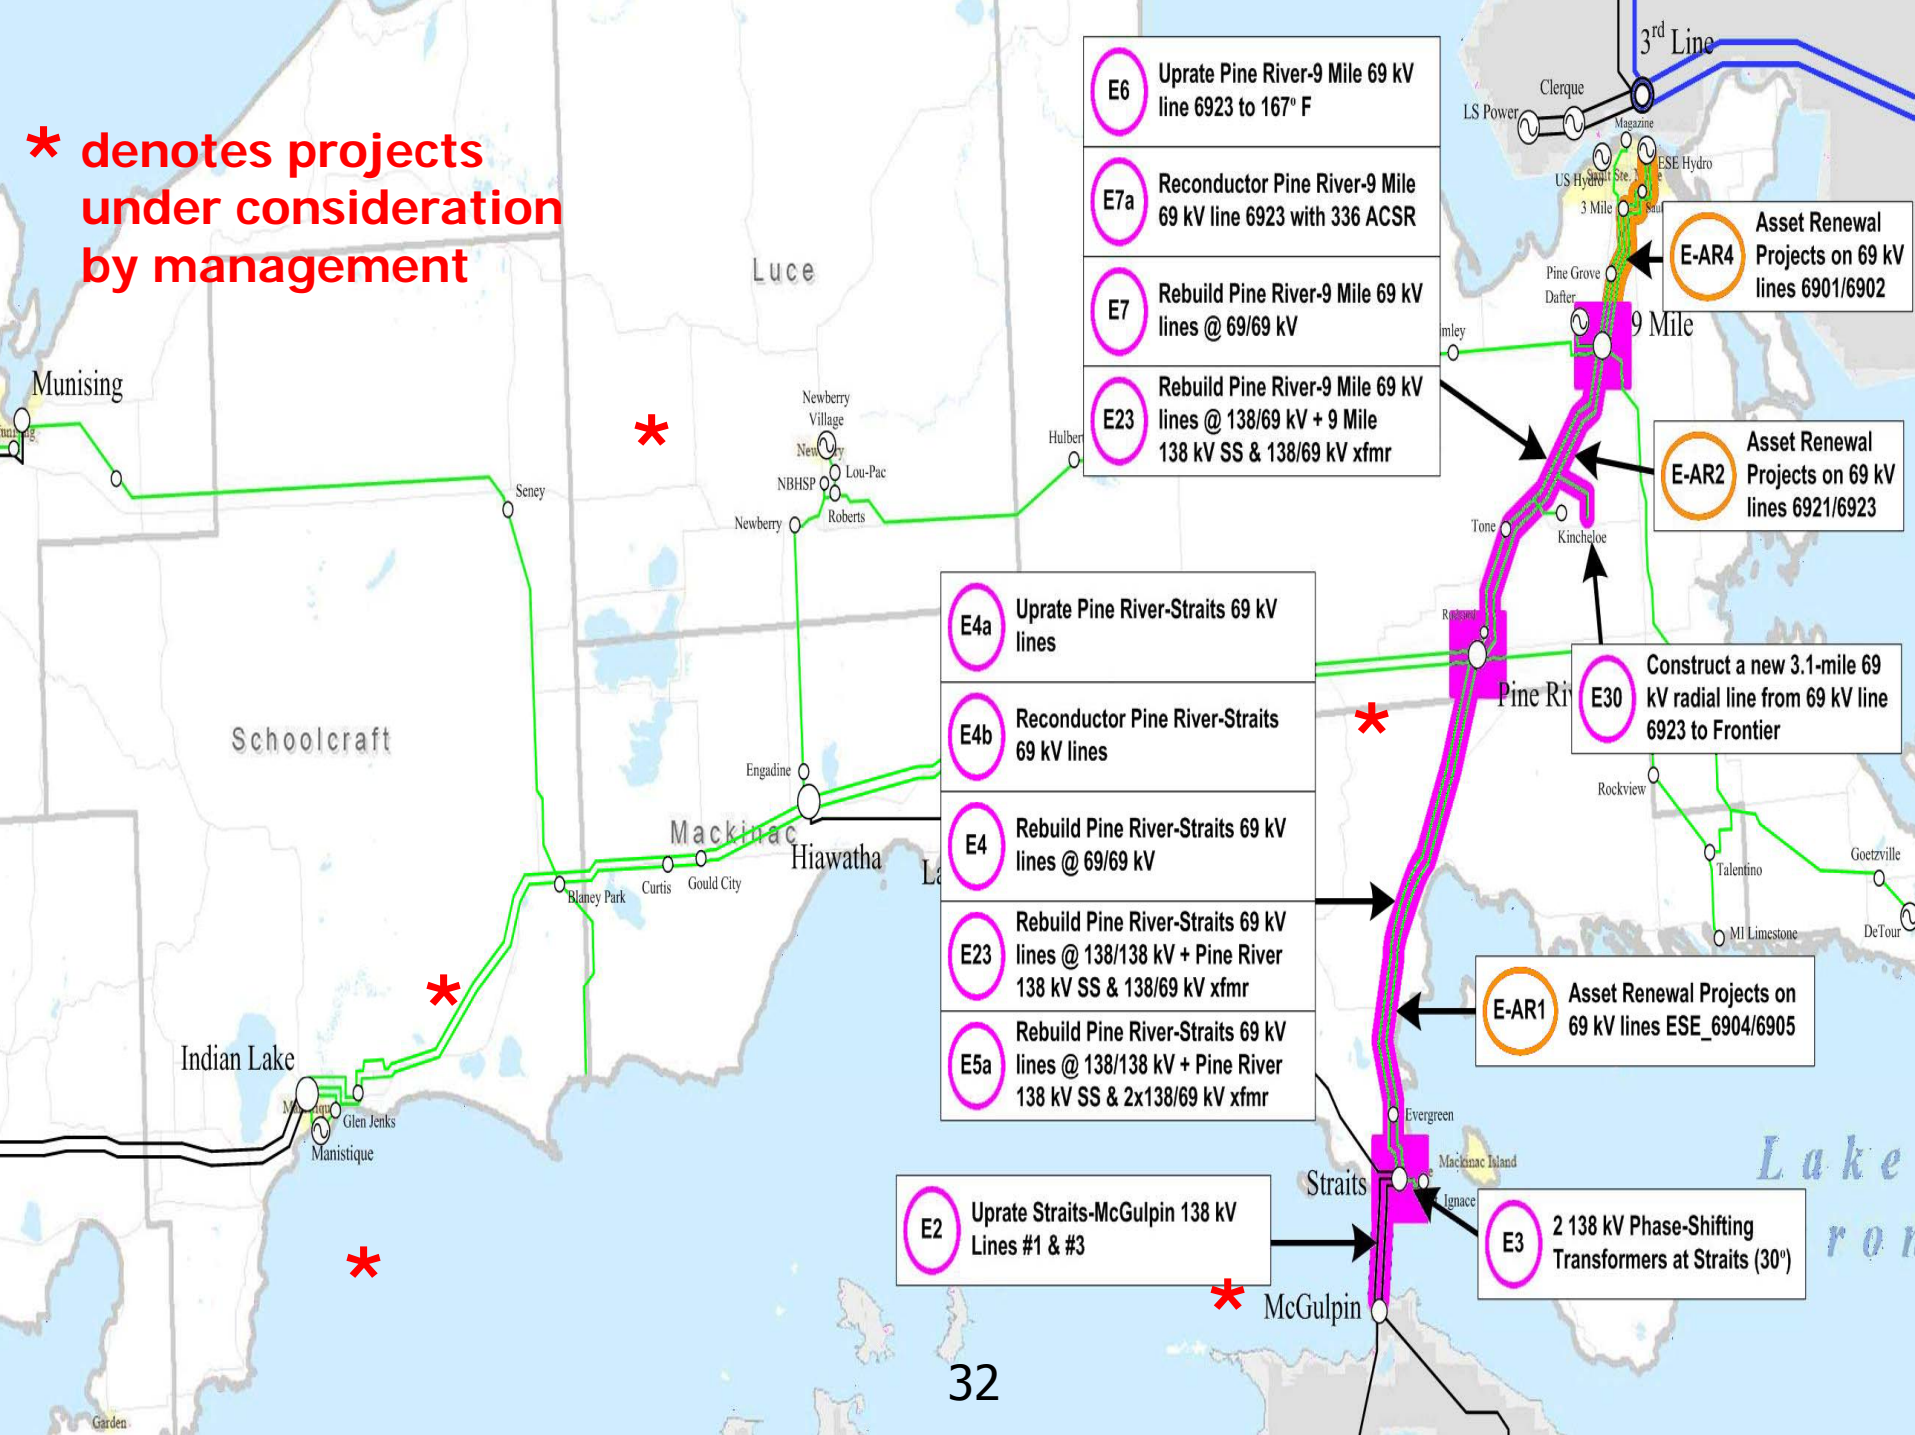 * denotes projects
under consideration
by management
E6
Uprate Pine River-9 Mile 69 kV
line 6923 to 167º F
E7a
Reconductor Pine River-9 Mile
69 kV line 6923 with 336 ACSR
E7
Rebuild Pine River-9 Mile 69 kV
lines @ 69/69 kV
E23
Rebuild Pine River-9 Mile 69 kV
lines @ 138/69 kV + 9 Mile
138 kV SS & 138/69 kV xfmr
3rd Line
Clerque
LS Power
Magazine
ESE Hydro
US Hydro
3 Mile
Pine Grove
Dafter
9 Mile
E-AR4
Asset Renewal
Projects on 69 kV
lines 6901/6902
E-AR2
Asset Renewal
Projects on 69 kV
lines 6921/6923
Luce
Munising
*
Newberry
Village
Lou-Pac
NBHSP
Roberts
Newberry
Seney
Tone
Kincheloe
E4a
Uprate Pine River-Straits 69 kV
lines
E4b
Reconductor Pine River-Straits
69 kV lines
E4
Rebuild Pine River-Straits 69 kV
lines @ 69/69 kV
E23
Rebuild Pine River-Straits 69 kV
lines @ 138/138 kV + Pine River
138 kV SS & 138/69 kV xfmr
E5a
Rebuild Pine River-Straits 69 kV
lines @ 138/138 kV + Pine River
138 kV SS & 2x138/69 kV xfmr
E30
Construct a new 3.1-mile 69
kV radial line from 69 kV line
6923 to Frontier
Pine Ri
*
Schoolcraft
Engadine
Mackinac
Hiawatha
Curtis
Gould City
Blaney Park
Rockview
Talentino
Goetzville
MI Limestone
DeTour
*
E-AR1
Asset Renewal Projects on
69 kV lines ESE_6904/6905
Indian Lake
Glen Jenks
Manistique
Evergreen
Mackinac Island
Straits
Ignace
Lake
ron
E2
Uprate Straits-McGulpin 138 kV
Lines #1 & #3
E3
2 138 kV Phase-Shifting
Transformers at Straits (30º)
*
*
McGulpin
32
Garden